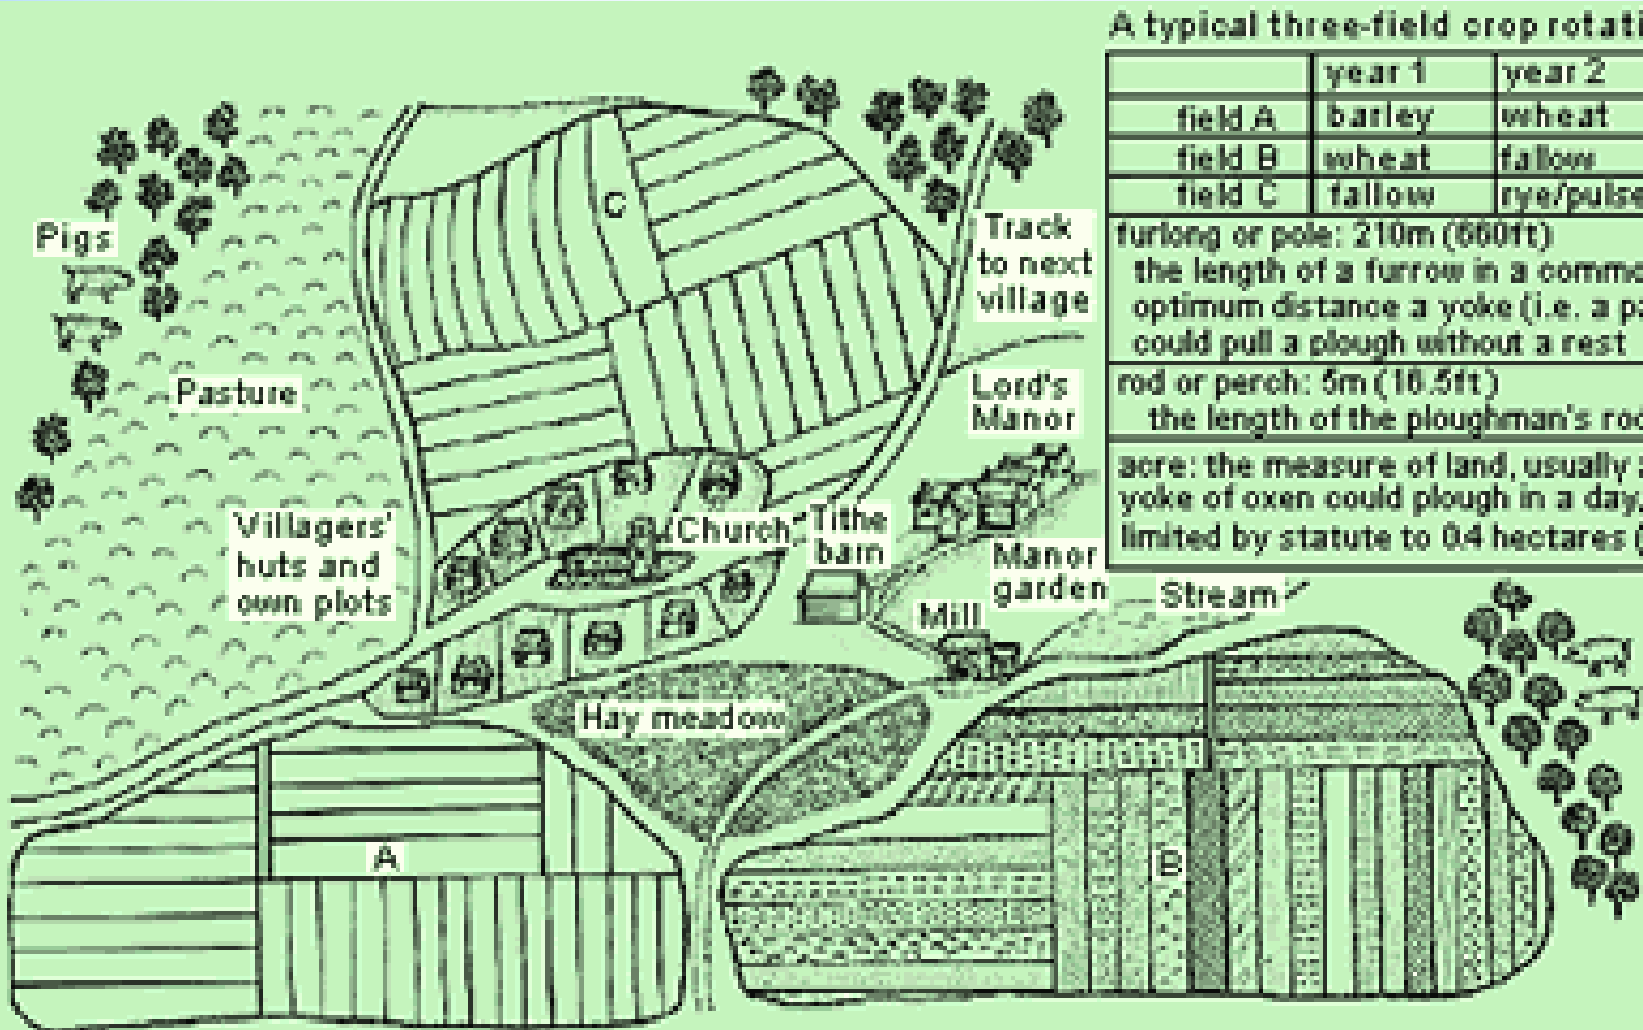 A typical three-field crop rotati
year 1 year 2
field A barley wheat
field B wheat fallow
field C fallow rye/pulse
furlong or pole: 210m (660ft)
the length of a furrow in a commo
optimum distance a yoke (i.e. a pa
could pull a plough without a rest
rod or perch: 5m (16.5ft)
the length of the ploughman's ro
acre: the measure of land, usually
yoke of oxen could plough in a day,
limited by statute to 0.4 hectares (
C
Pigs
Track
to next
village
Pasture
Lord's
Manor
Villagers'
huts and
own plots
Church
Tithe
barn
Manor
garden
Mill
Stream
Hay meadow
A
B